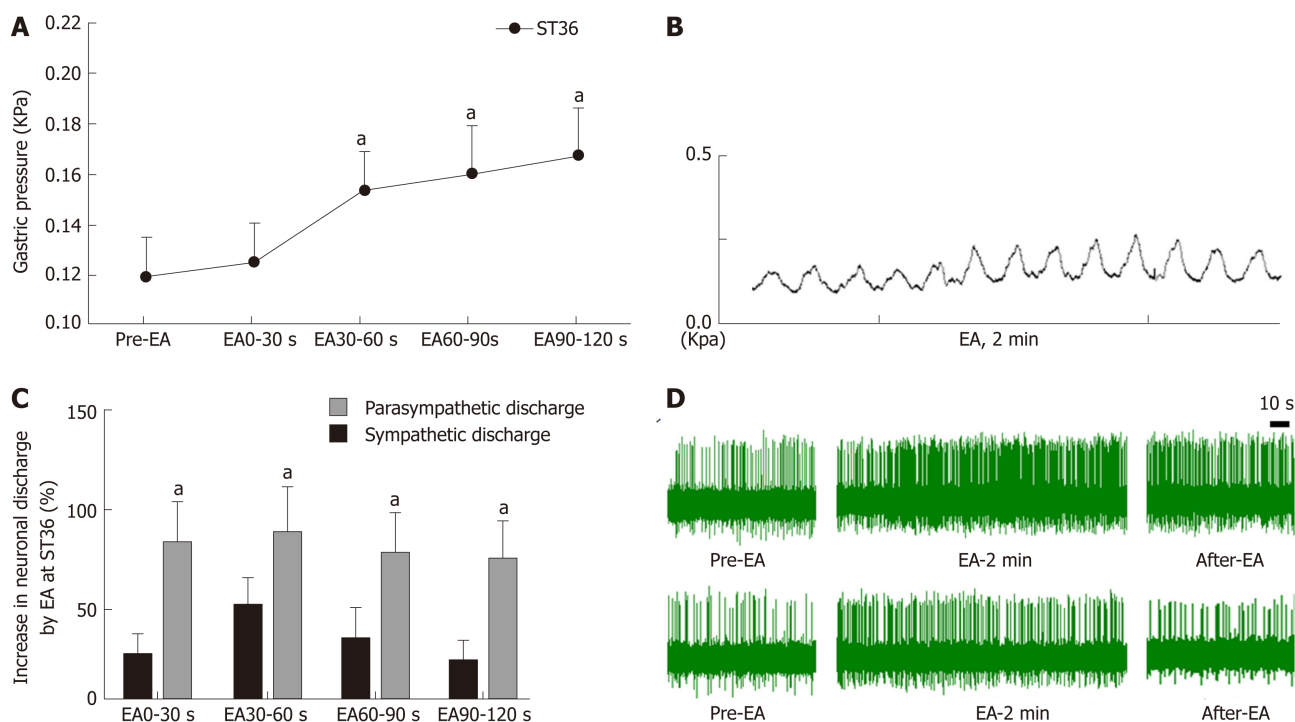 A
ST36
Gastric pressure (KPa)
0.22
0.20
0.18
0.16
0.14
0.12
0.10
Pre-EA EA0-30 s EA30-60 s EA60-90s EA90-120 s
a a a
B
0.5
0.0
(Kpa) EA, 2 min
C
Increase in neuronal discharge
by EA at ST36 (%)
150
100
50
0
Parasympathetic discharge
Sympathetic discharge
a a a a
EA0-30 s EA30-60 s EA60-90 s EA90-120 s
D
10 s
Pre-EA EA-2 min After-EA
Pre-EA EA-2 min After-EA